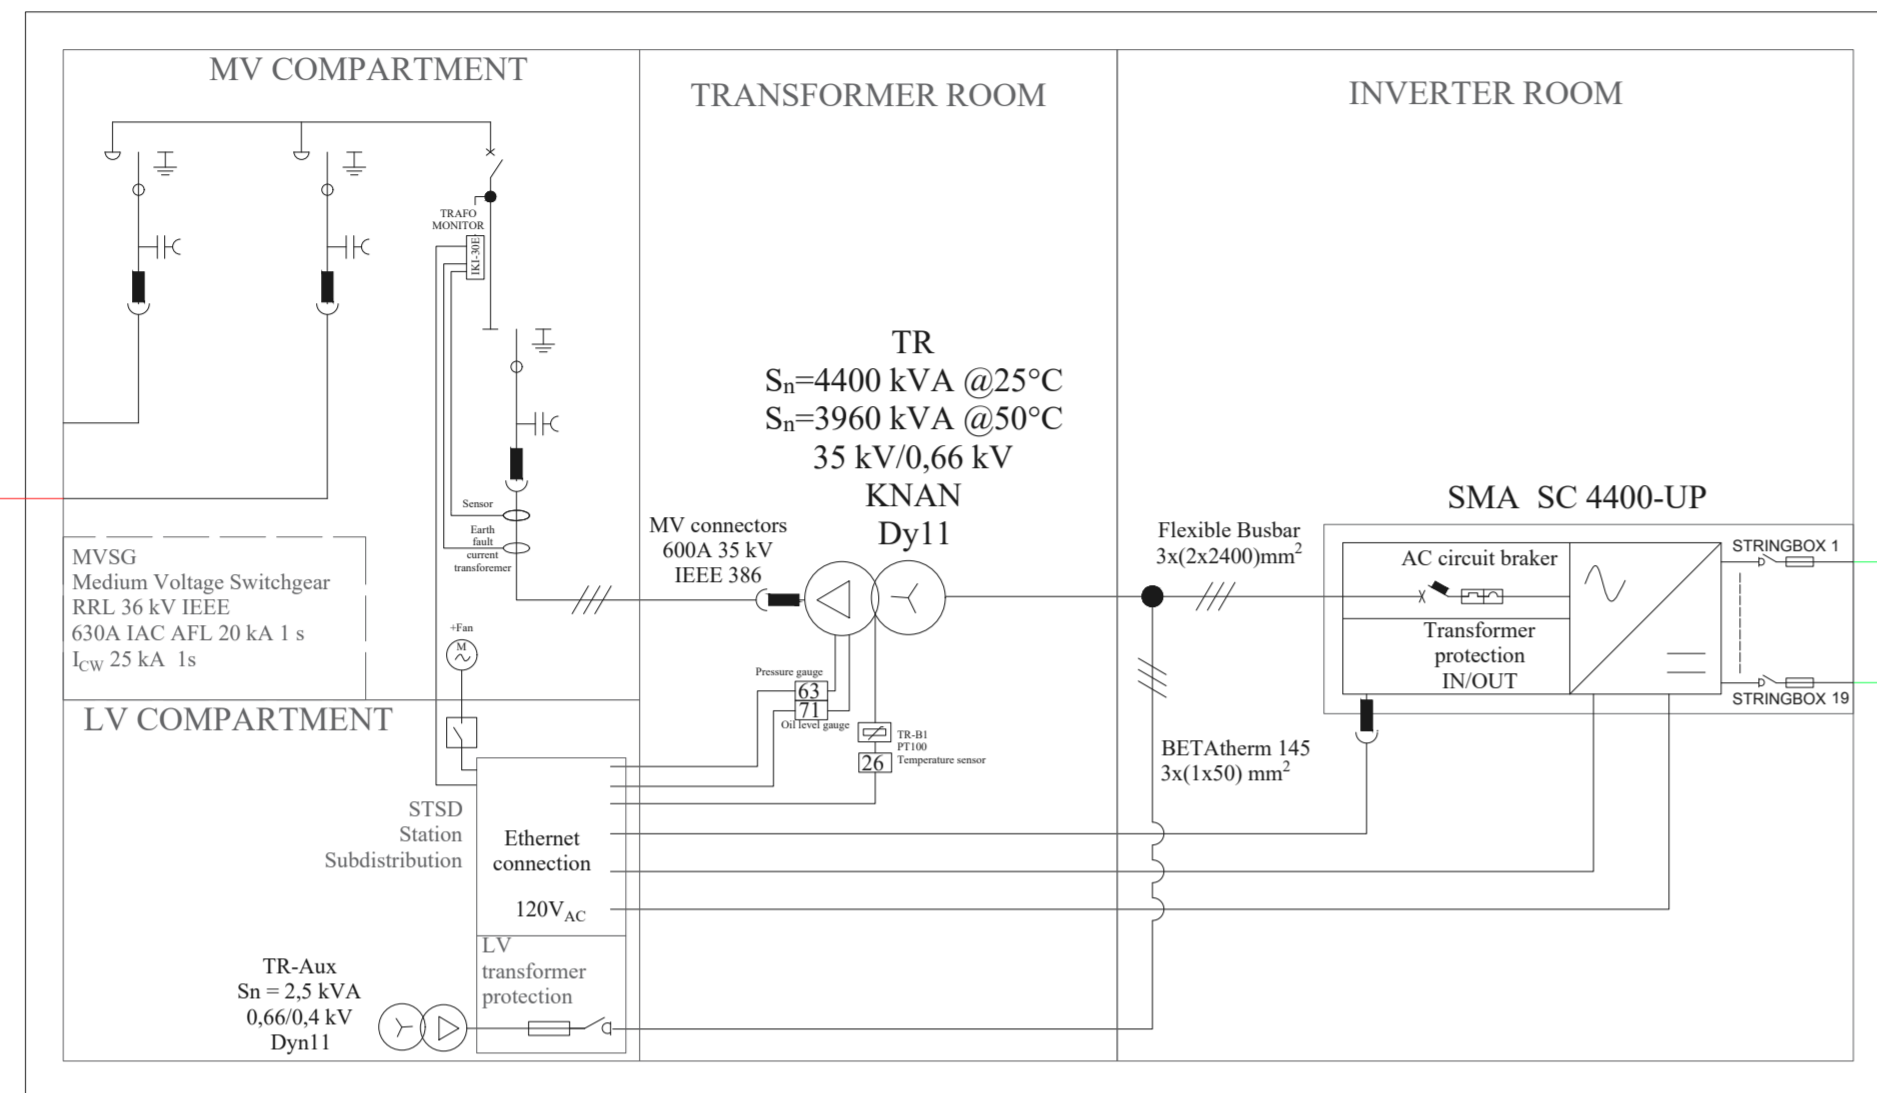 MV COMPARTMENT
TRANSFORMER ROOM
INVERTER ROOM
TRAFO
MONITOR
IKI-30E
TR
Sn=4400 kVA @25°C
Sn=3960 kVA @50°C
35 kV/0,66 kV
KNAN
Dy11
SMA SC 4400-UP
Sensor
Earth
fault
current
transforemer
MV connectors
600A 35 kV
IEEE 386
Flexible Busbar
3x(2x2400)mm²
AC circuit braker
Transformer
protection
IN/OUT
STRINGBOX 1
STRINGBOX 19
MVSG
Medium Voltage Switchgear
RRL 36 kV IEEE
630A IAC AFL 20 kA 1 s
ICW 25 kA 1s
+Fan
M
Pressure gauge
63
71
Oil level gauge
TR-B1
PT100
Temperature sensor
26
BETAtherm 145
3x(1x50) mm²
LV COMPARTMENT
STSD
Station
Subdistribution
Ethernet
connection
120VAC
LV
transformer
protection
TR-Aux
Sn = 2,5 kVA
0,66/0,4 kV
Dyn11